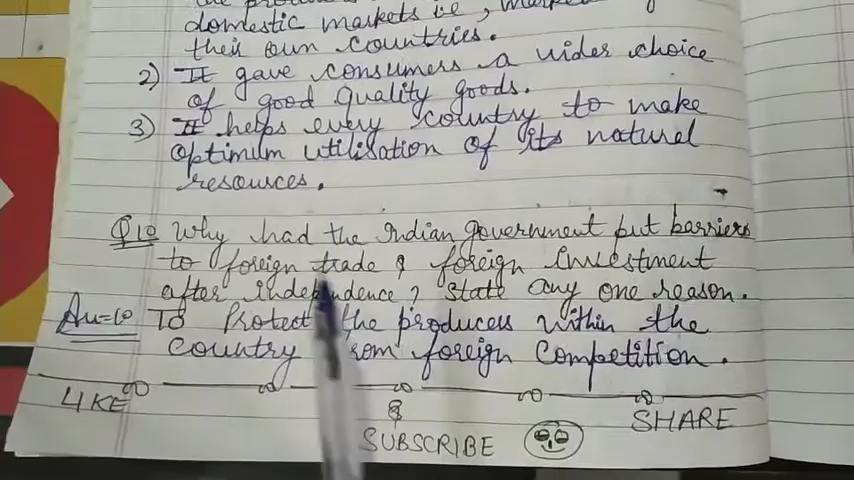 domestic markets i.e, 
their own countries.
2) It gave consumers a wider choice
of good quality goods.
3) It helps every country to make
optimum utilisation of its natural
resources.
Q10 Why had the Indian government put barriers
to foreign trade & foreign investment
after independence? State any one reason.
Ans=10 To Protect the producers within the
country from foreign competition.
LIKE
& SUBSCRIBE
SHARE